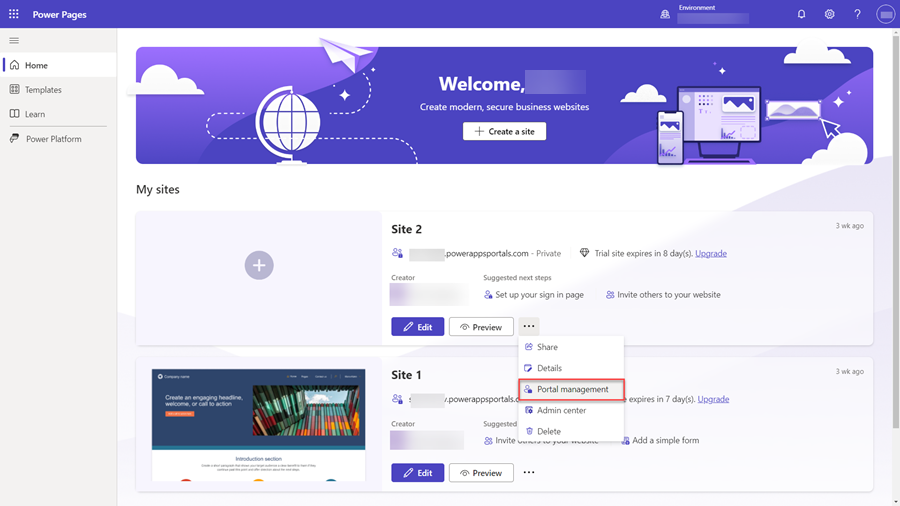 Power Pages
Environment
Home
Templates
Learn
Power Platform
Welcome,
Create modern, secure business websites
Create a site
My sites
Site 2
3 wk ago
.powerappsportals.com - Private
Trial site expires in 8 day(s). Upgrade
Creator
Suggested next steps
Set up your sign in page
Invite others to your website
Edit
Preview
Share
Details
Portal management
Admin center
Delete
Site 1
3 wk ago
.powerappsportals.c
expires in 7 day(s). Upgrade
Creator
Suggested
Invite others to your website
Add a simple form
Edit
Preview
Company name
Create an engaging headline,
welcome, or call to action
Introduction section